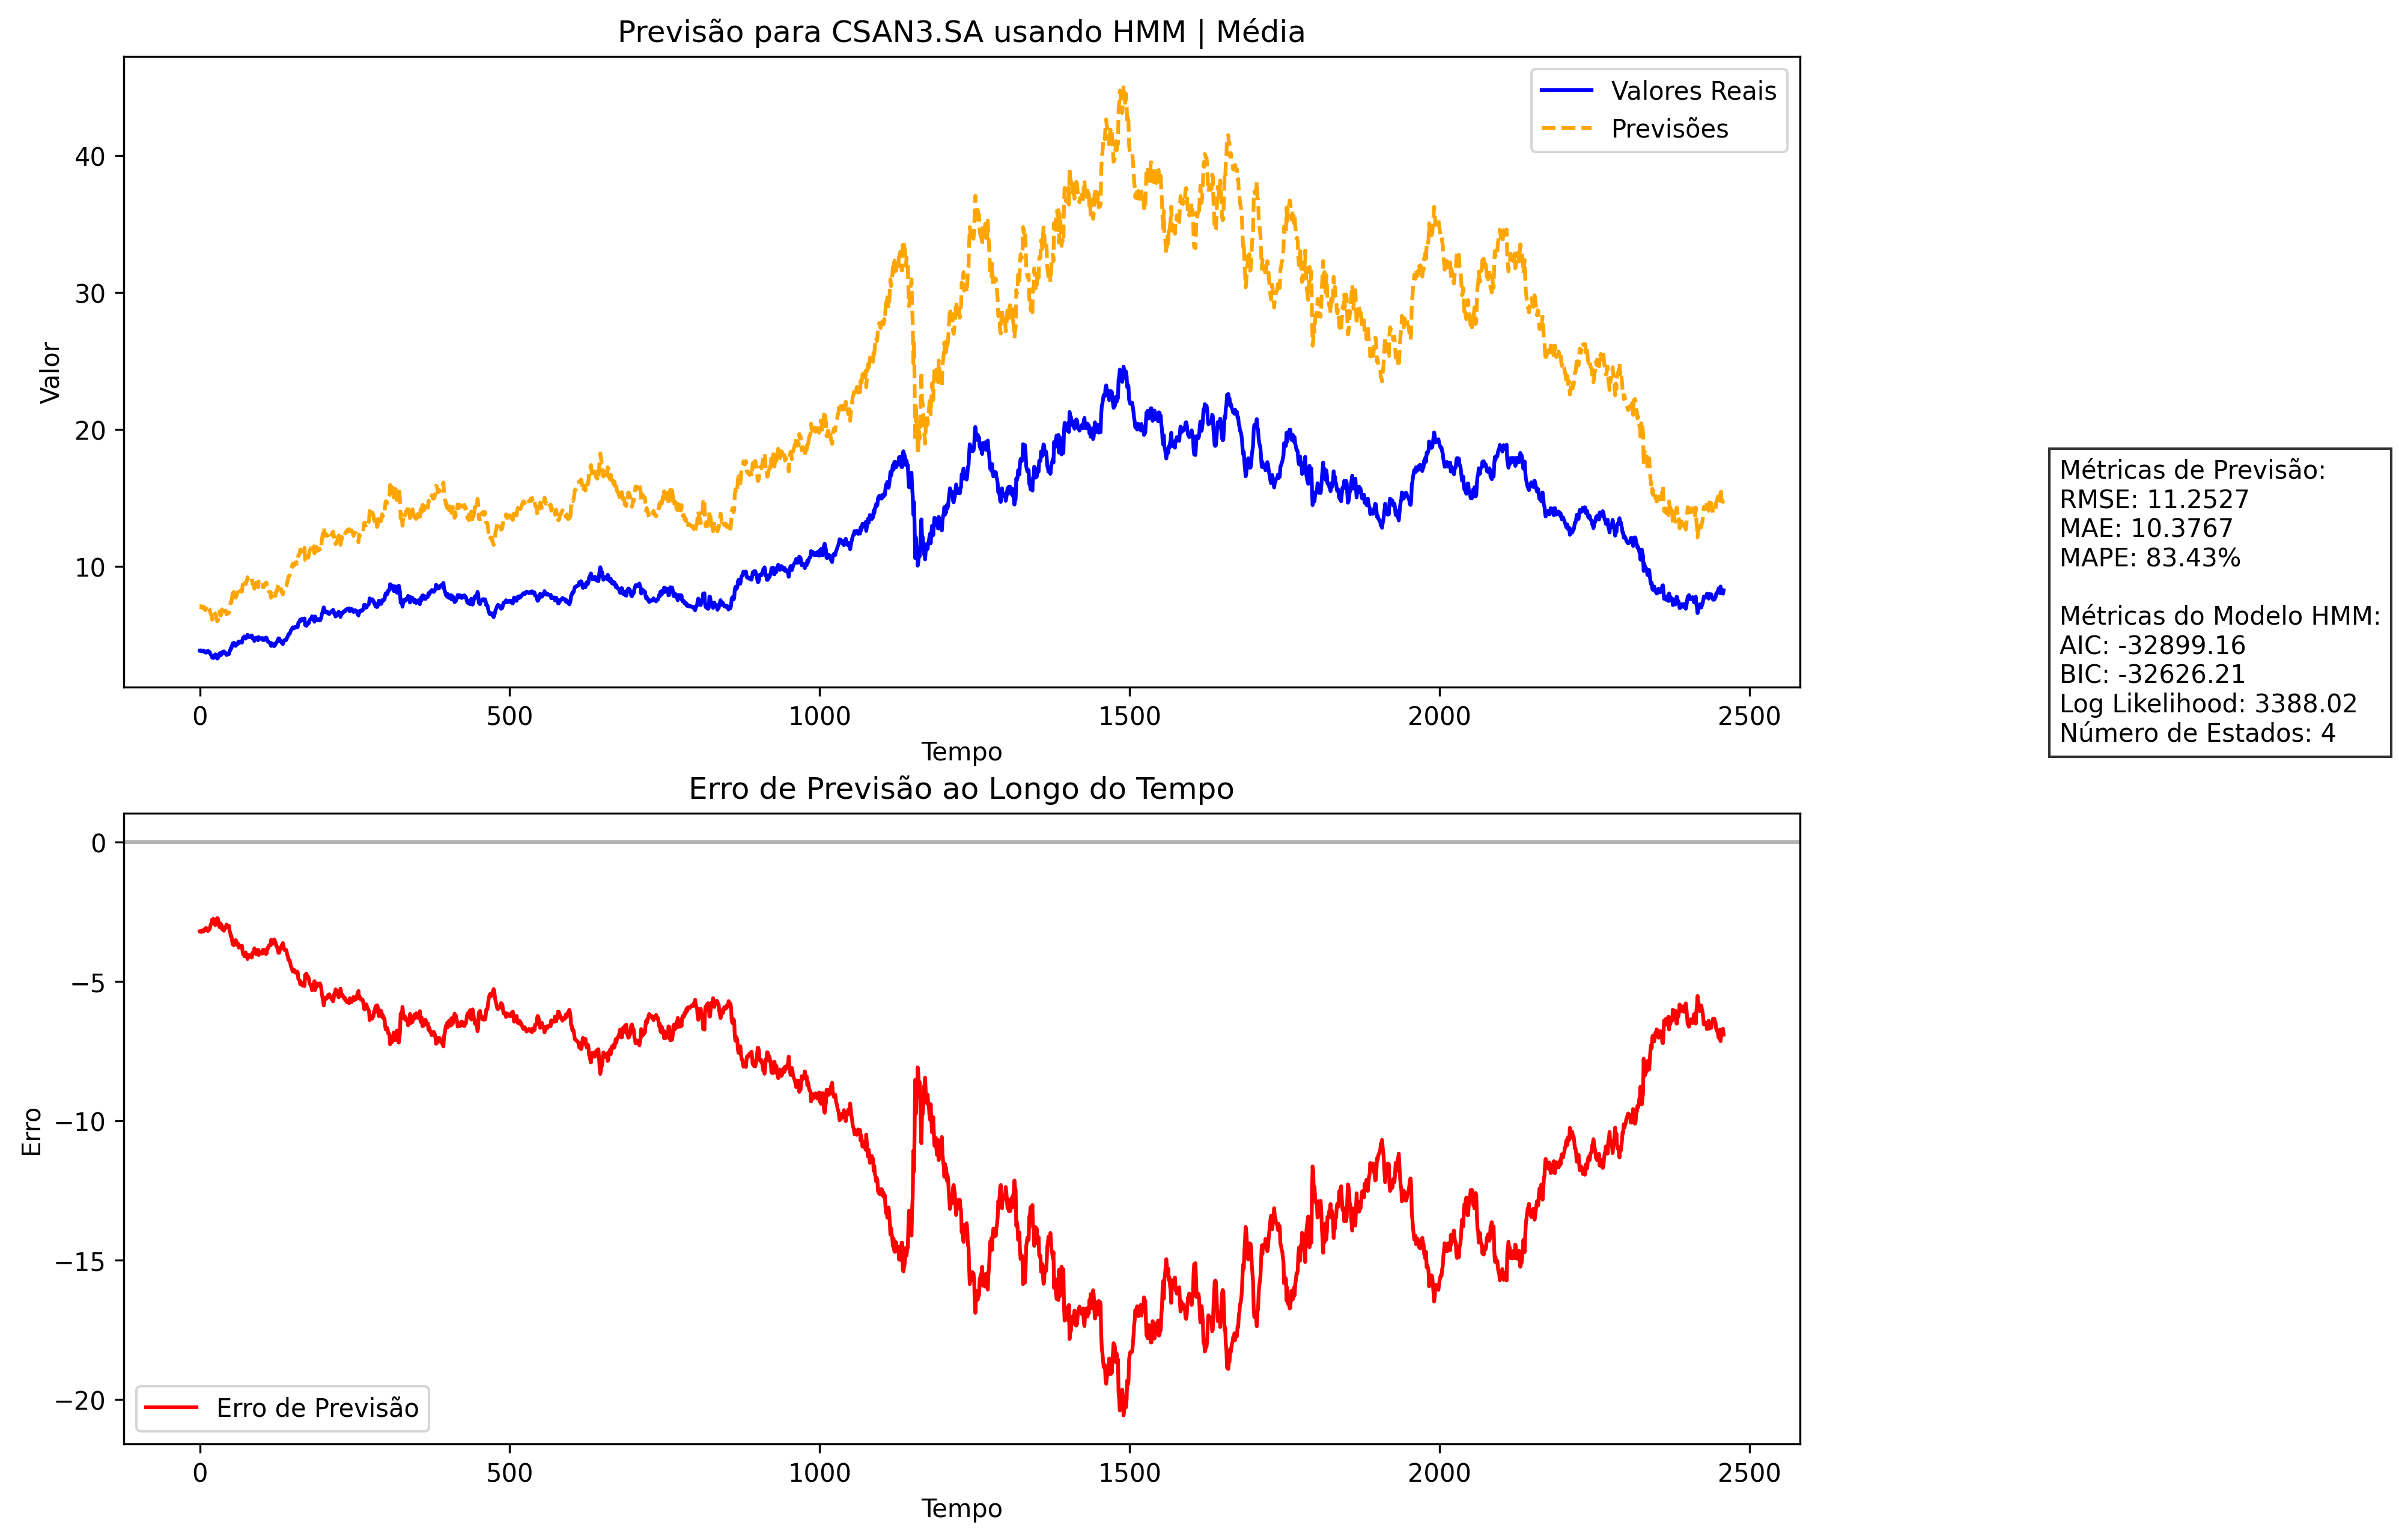 Previsão para CSAN3.SA usando HMM | Média
Valores Reais
Previsões
Valor
40
30
20
10
0
500
1000
1500
2000
2500
Tempo
Métricas de Previsão:
RMSE: 11.2527
MAE: 10.3767
MAPE: 83.43%
Métricas do Modelo HMM:
AIC: -32899.16
BIC: -32626.21
Log Likelihood: 3388.02
Número de Estados: 4
Erro de Previsão ao Longo do Tempo
Erro
0
−5
−10
−15
−20
Erro de Previsão
0
500
1000
1500
2000
2500
Tempo